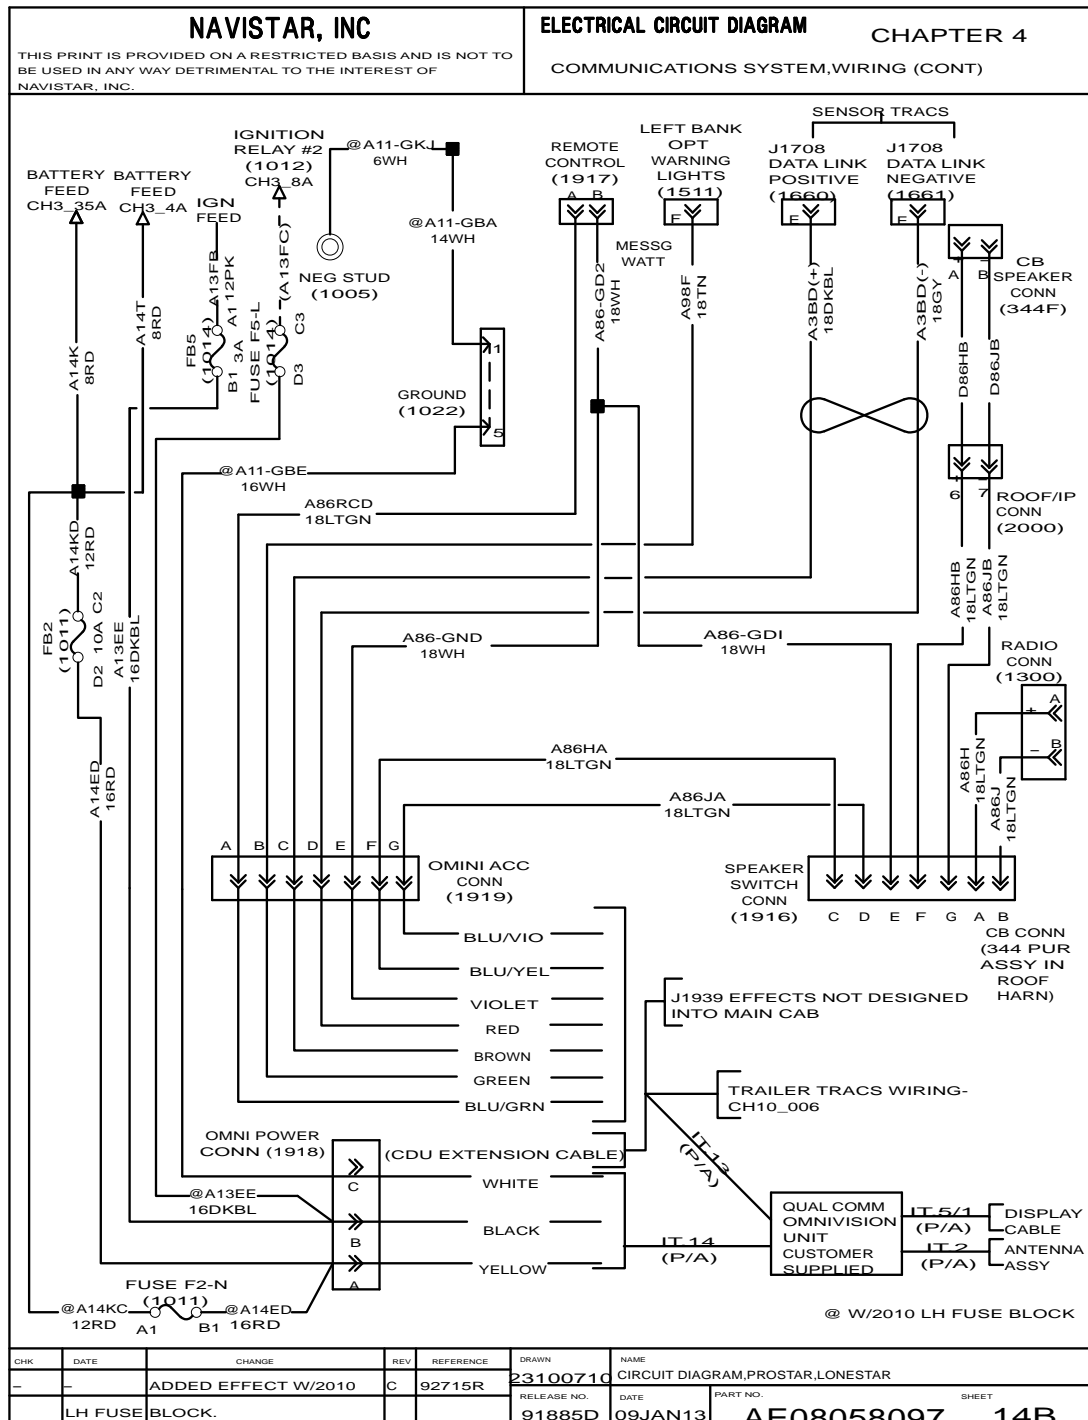 NAVISTAR, INC
THIS PRINT IS PROVIDED ON A RESTRICTED BASIS AND IS NOT TO
BE USED IN ANY WAY DETRIMENTAL TO THE INTEREST OF
NAVISTAR, INC.
ELECTRICAL CIRCUIT DIAGRAM
CHAPTER 4
COMMUNICATIONS SYSTEM,WIRING (CONT)
BATTERY
FEED
CH3_35A
BATTERY
FEED
CH3_4A
IGN
FEED
IGNITION
RELAY #2
(1012)
CH3_8A
@A11-GKJ
6WH
NEG STUD
(1005)
@A11-GBA
14WH
REMOTE
CONTROL
(1917)
A B
LEFT BANK
OPT
WARNING
LIGHTS
(1511)
F
MESSG
WATT
SENSOR TRACS
J1708
DATA LINK
POSITIVE
(1660)
E
J1708
DATA LINK
NEGATIVE
(1661)
E
+ –
A B
CB
SPEAKER
CONN
(344F)
A14K
8RD
A14T
8RD
A13FB
A1 12PK
FB5
(1014)
B1 3A
(A13FC)
C3
FUSE F5-L
(1014)
D3
GROUND
(1022)
1
5
A86-GD2
18WH
A98F
18TN
A3BD(+)
18DKBL
A3BD(-)
18GY
D86HB
D86JB
@A11-GBE
16WH
A86RCD
18LTGN
+ –
6 7
ROOF/IP
CONN
(2000)
A14KD
12RD
FB2
(1011)
D2 10A C2
A13EE
16DKBL
A86HB
18LTGN
A86JB
18LTGN
A86-GND
18WH
A86-GDI
18WH
RADIO
CONN
(1300)
A
+
B
–
A14ED
16RD
A86HA
18LTGN
A86JA
18LTGN
A86H
18LTGN
A86J
18LTGN
A B C D E F G
OMINI ACC
CONN
(1919)
SPEAKER
SWITCH
CONN
(1916)
C D E F G A B
CB CONN
(344 PUR
ASSY IN
ROOF
HARN)
BLU/VIO
BLU/YEL
VIOLET
RED
BROWN
GREEN
BLU/GRN
J1939 EFFECTS NOT DESIGNED
INTO MAIN CAB
TRAILER TRACS WIRING-
CH10_006
OMNI POWER
CONN (1918)
(CDU EXTENSION CABLE)
IT.13
(P/A)
C
WHITE
@A13EE
16DKBL
B
BLACK
A
YELLOW
IT.14
(P/A)
QUAL COMM
OMNIVISION
UNIT
CUSTOMER
SUPPLIED
IT.5/1
(P/A)
DISPLAY
CABLE
IT.2
(P/A)
ANTENNA
ASSY
FUSE F2-N
(1011)
@A14KC
12RD
A1
B1
@A14ED
16RD
@ W/2010 LH FUSE BLOCK
CHK DATE CHANGE REV REFERENCE
– – ADDED EFFECT W/2010 C 92715R
LH FUSE BLOCK.
DRAWN
23100710
NAME
CIRCUIT DIAGRAM,PROSTAR,LONESTAR
RELEASE NO.
91885D
DATE
09JAN13
PART NO.
AE08058097
SHEET
14B